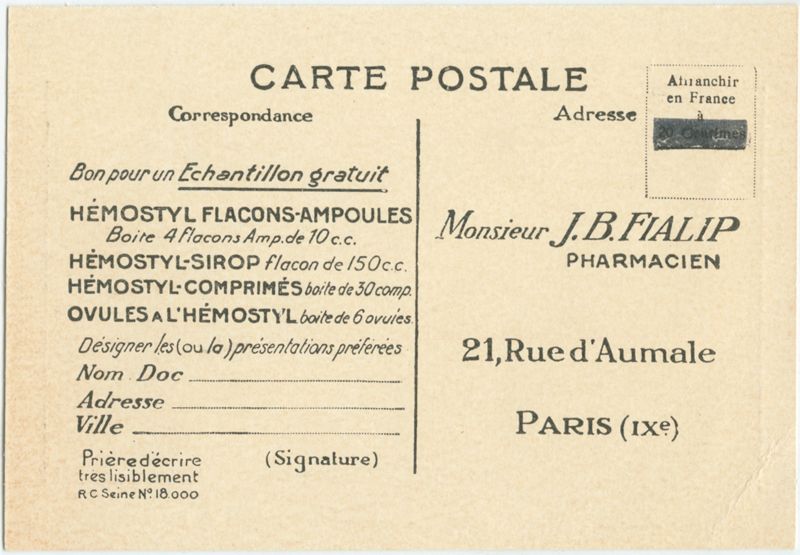 CARTE POSTALE
Correspondance
Bon pour un Echantillon gratuit
HÉMOSTYL FLACONS-AMPOULES
Boite 4 flacons Amp. de 10 c.c.
HÉMOSTYL-SIROP flacon de 150 c.c.
HÉMOSTYL-COMPRIMÉS boite de 30 comp.
OVULES A L'HÉMOSTYL boite de 6 ovules.
Désigner les (ou la) présentations préférées
Nom Doc
Adresse
Ville
Prière d'écrire
très lisiblement
(Signature)
R C Seine Nº. 18.000
Adresse
Affranchir
en France
à
20 Centimes
Monsieur J.B. FIALIP
PHARMACIEN
21, Rue d'Aumale
PARIS (IXe)